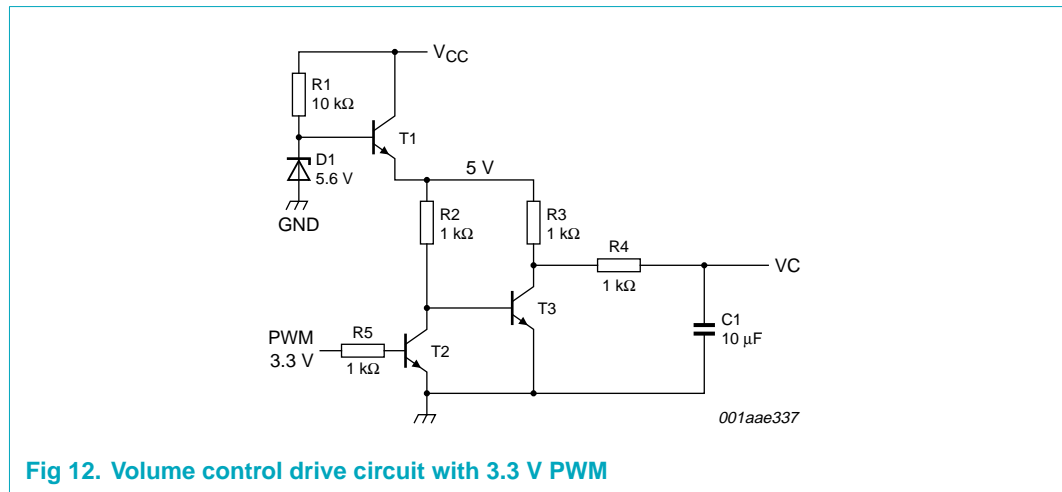 V_CC
R1
10 kΩ
T1
D1
5.6 V
GND
5 V
R2
1 kΩ
R3
1 kΩ
R4
1 kΩ
VC
T3
C1
10 μF
PWM
3.3 V
R5
1 kΩ
T2
001aae337
Fig 12. Volume control drive circuit with 3.3 V PWM